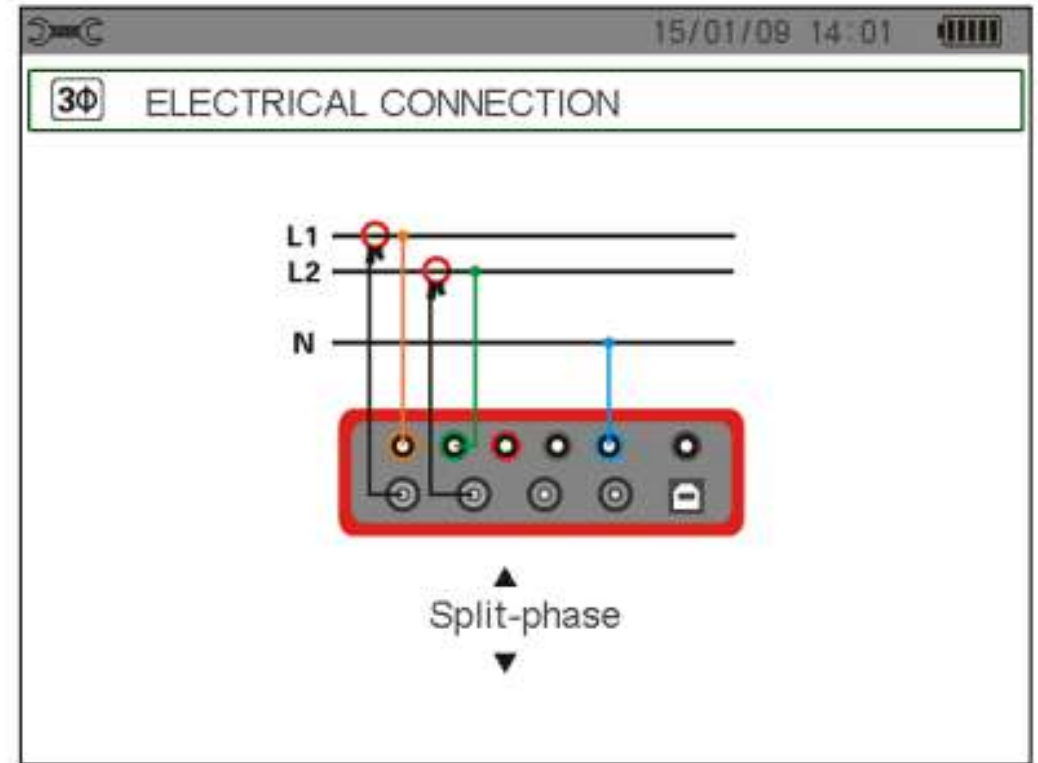 15/01/09 14:01
3Φ ELECTRICAL CONNECTION
L1
L2
N
Split-phase